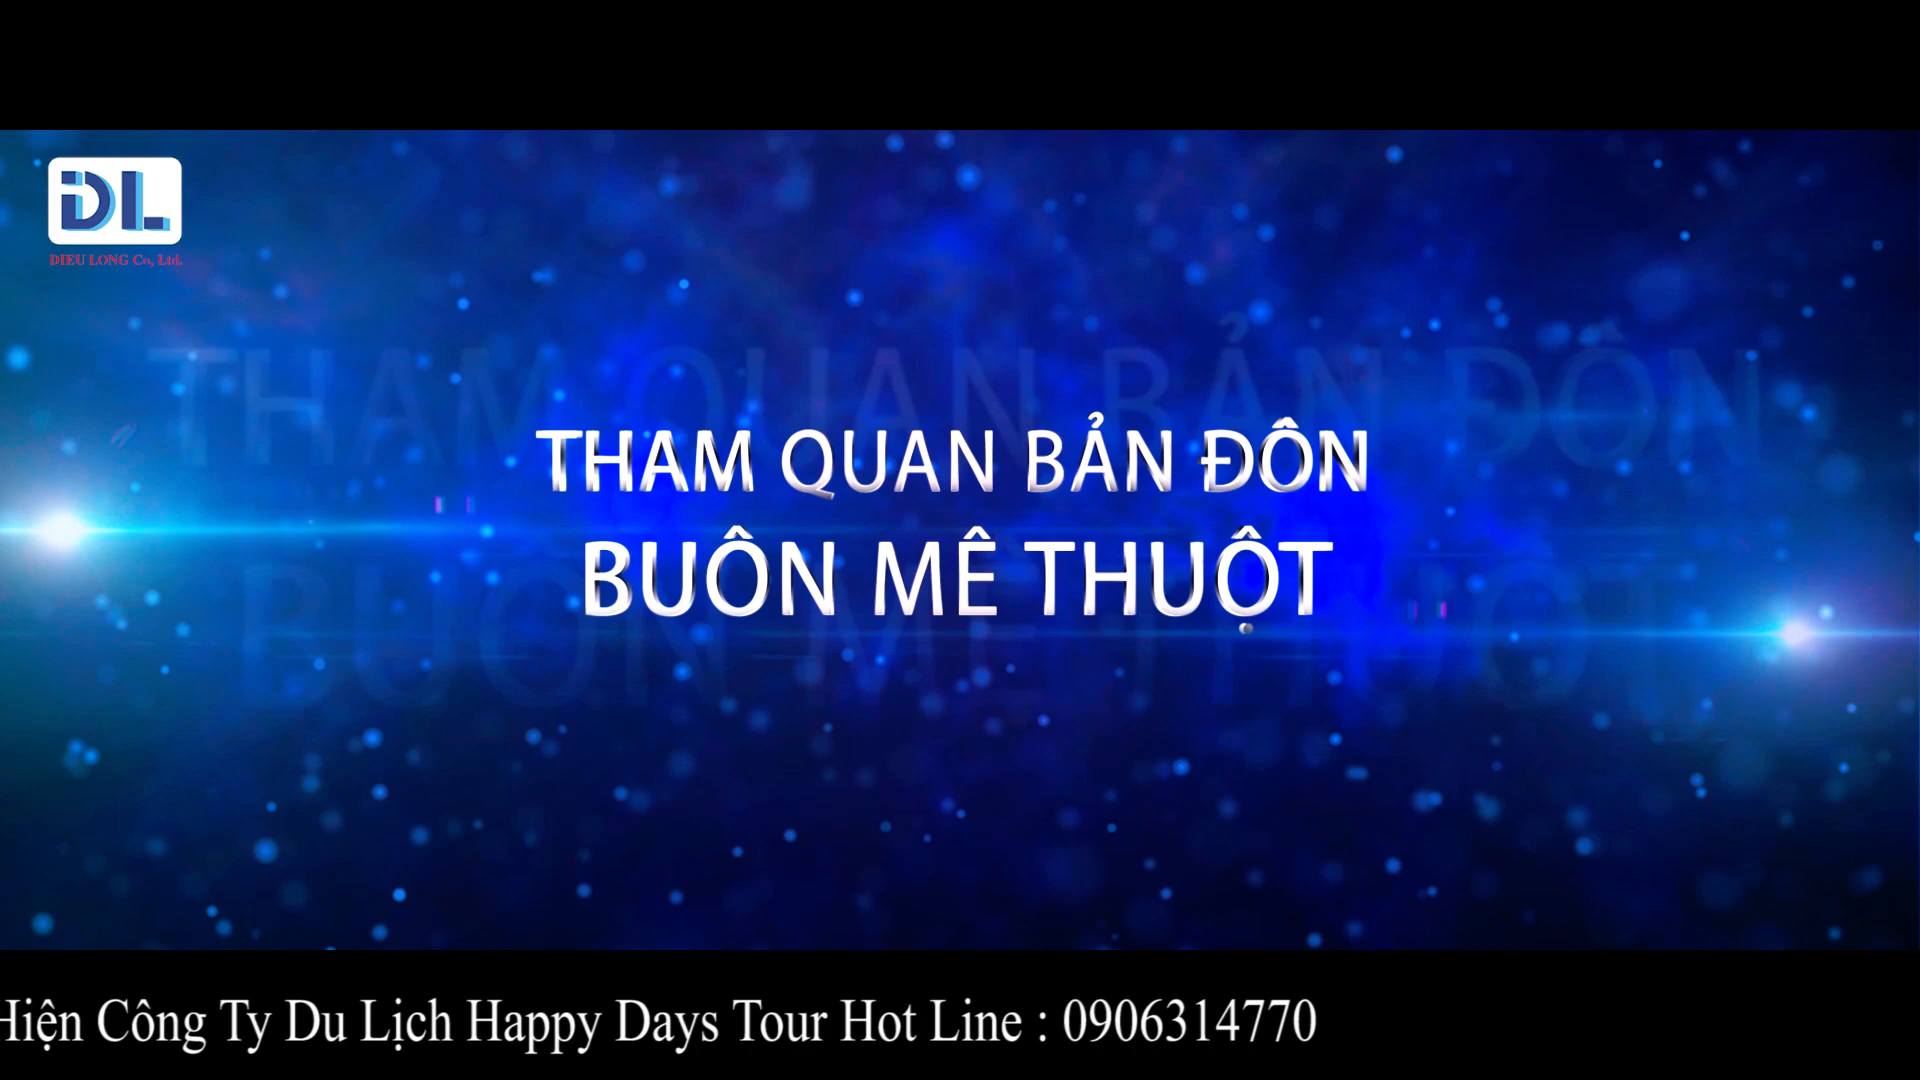 DL
DIEU LONG Co, Ltd.
THAM QUAN BẢN ĐÔN
BUÔN MÊ THUỘT
Hiện Công Ty Du Lịch Happy Days Tour Hot Line : 0906314770